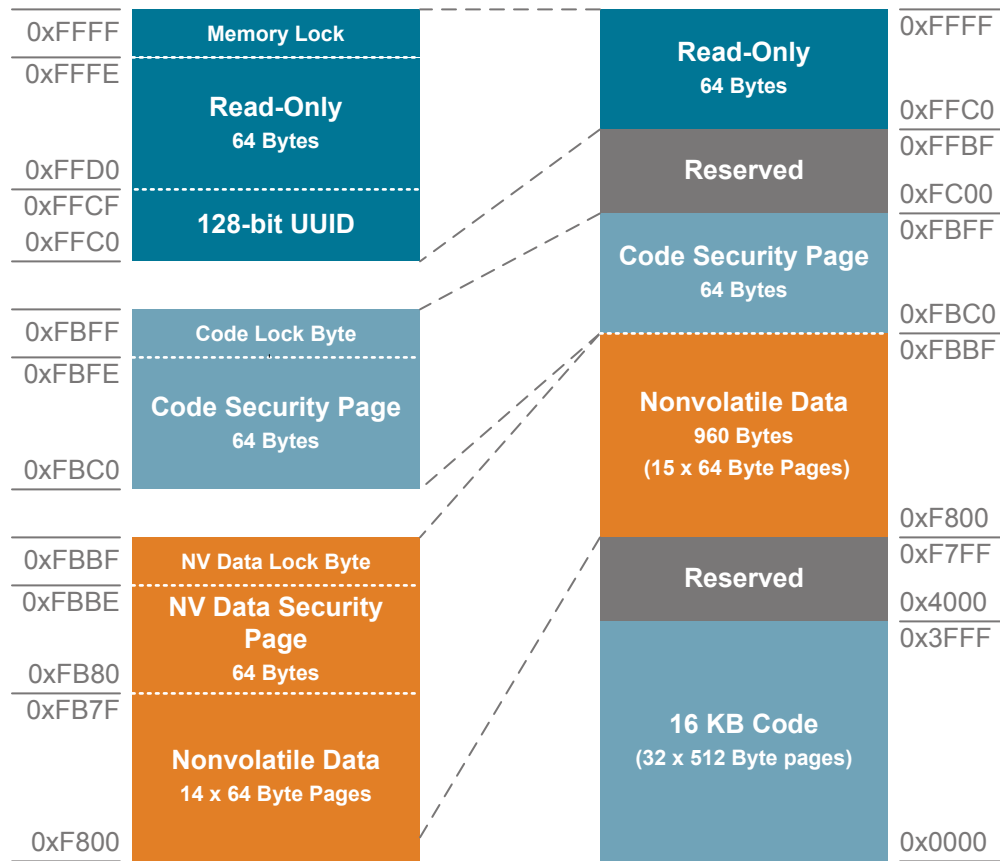 0xFFFF
Memory Lock
0xFFFE
Read-Only
64 Bytes
0xFFD0
0xFFCF
128-bit UUID
0xFFC0
0xFBFF
Code Lock Byte
0xFBFE
Code Security Page
64 Bytes
0xFBC0
0xFBBF
NV Data Lock Byte
0xFBBE
NV Data Security
Page
64 Bytes
0xFB80
0xFB7F
Nonvolatile Data
14 x 64 Byte Pages
0xF800
0xFFFF
Read-Only
64 Bytes
0xFFC0
0xFFBF
Reserved
0xFC00
0xFBFF
Code Security Page
64 Bytes
0xFBC0
0xFBBF
Nonvolatile Data
960 Bytes
(15 x 64 Byte Pages)
0xF800
0xF7FF
Reserved
0x4000
0x3FFF
16 KB Code
(32 x 512 Byte pages)
0x0000